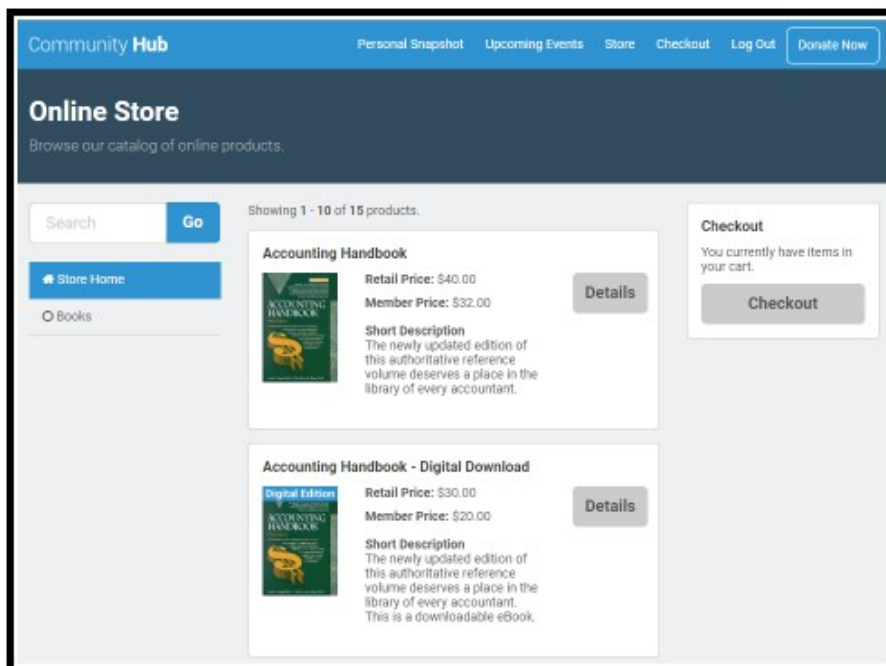 Community Hub
Personal Snapshot
Upcoming Events
Store
Checkout
Log Out
Donate Now
Online Store
Browse our catalog of online products.
Search
Go
Store Home
Books
Showing 1 - 10 of 15 products.
Accounting Handbook
ACCOUNTING
HANDBOOK
Retail Price: $40.00
Member Price: $32.00
Short Description
The newly updated edition of
this authoritative reference
volume deserves a place in the
library of every accountant.
Details
Accounting Handbook - Digital Download
Digital Edition
ACCOUNTING
HANDBOOK
Retail Price: $30.00
Member Price: $20.00
Short Description
The newly updated edition of
this authoritative reference
volume deserves a place in the
library of every accountant.
This is a downloadable eBook.
Details
Checkout
You currently have items in
your cart.
Checkout